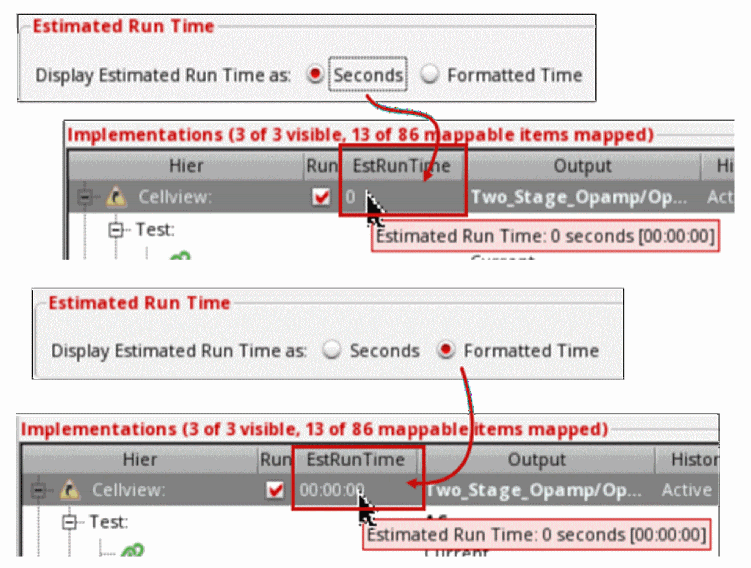 Estimated Run Time
Display Estimated Run Time as: Seconds Formatted Time
Implementations (3 of 3 visible, 13 of 86 mappable items mapped)
Hier Run EstRunTime Output Hi
Cellview: 0 Two_Stage_Opamp/Op... Act
Test:
Estimated Run Time: 0 seconds [00:00:00]
Current
Estimated Run Time
Display Estimated Run Time as: Seconds Formatted Time
Implementations (3 of 3 visible, 13 of 86 mappable items mapped)
Hier Run EstRunTime Output Histor
Cellview: 00:00:00 Two_Stage_Opamp/Op... Active
Test:
Estimated Run Time: 0 seconds [00:00:00]
Current